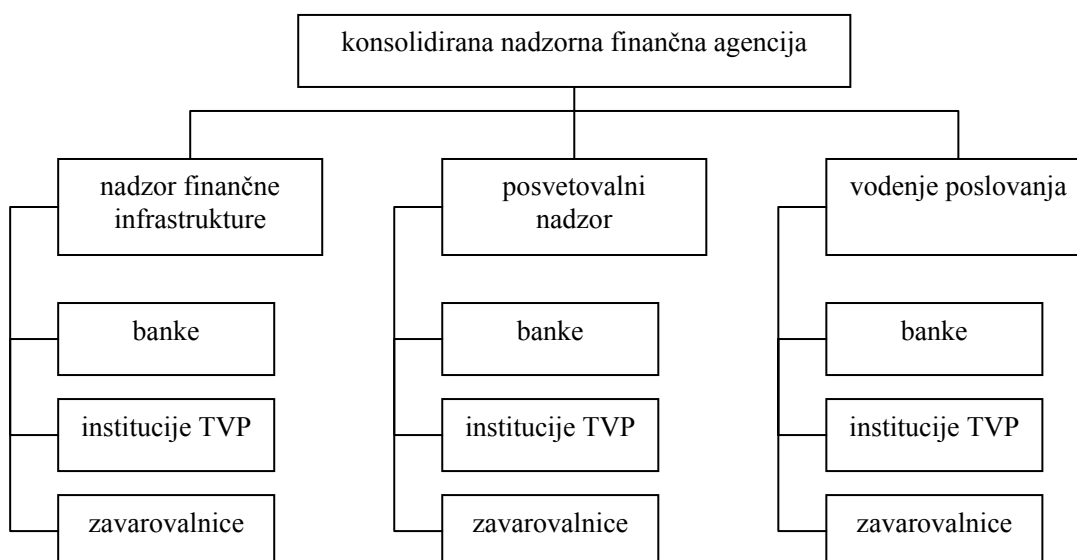 konsolidirana nadzorna finančna agencija
nadzor finančne
infrastrukture
posvetovalni
nadzor
vodenje poslovanja
banke
banke
banke
institucije TVP
institucije TVP
institucije TVP
zavarovalnice
zavarovalnice
zavarovalnice